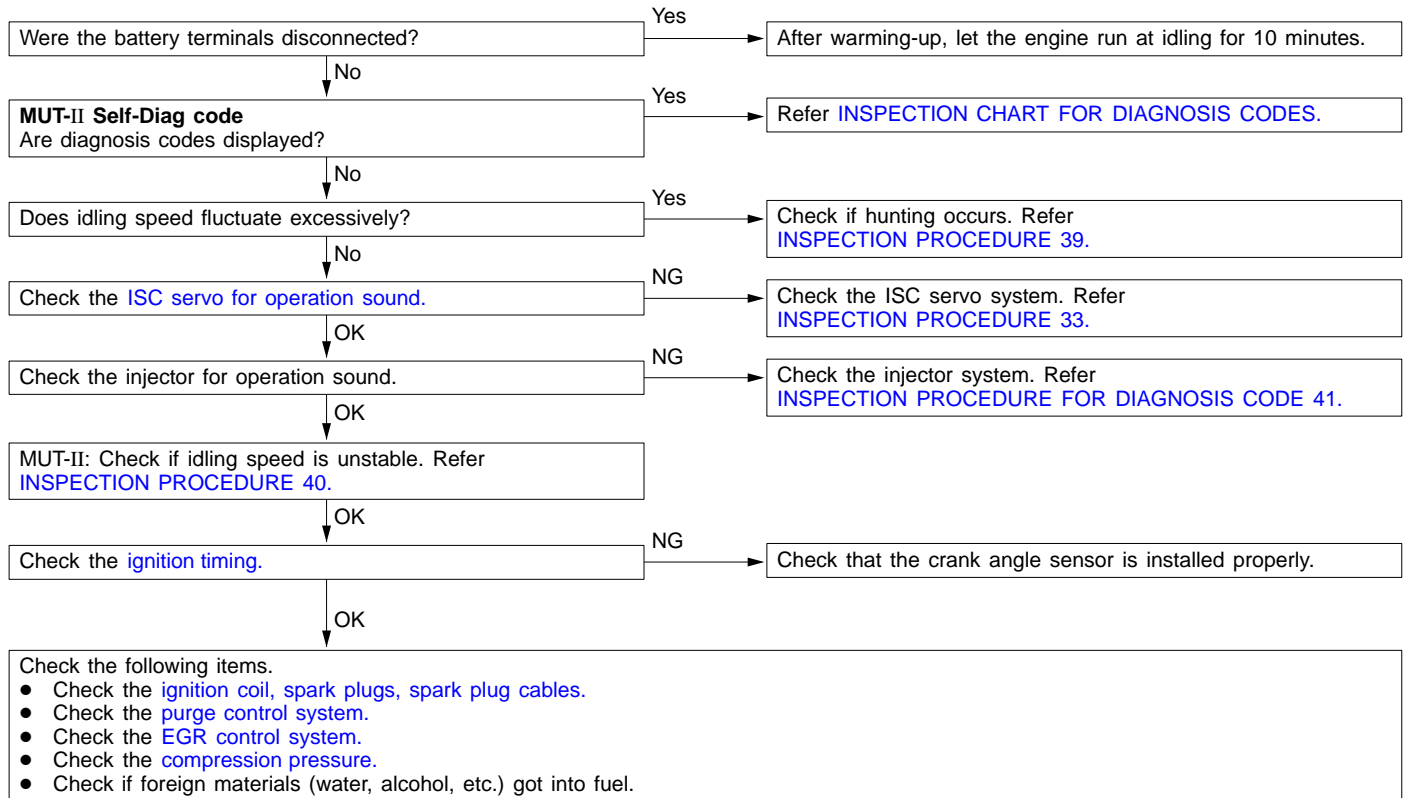 Were the battery terminals disconnected?
Yes
After warming-up, let the engine run at idling for 10 minutes.
No
MUT-II Self-Diag code
Are diagnosis codes displayed?
Yes
Refer INSPECTION CHART FOR DIAGNOSIS CODES.
No
Does idling speed fluctuate excessively?
Yes
Check if hunting occurs. Refer
INSPECTION PROCEDURE 39.
No
Check the ISC servo for operation sound.
NG
Check the ISC servo system. Refer
INSPECTION PROCEDURE 33.
OK
Check the injector for operation sound.
NG
Check the injector system. Refer
INSPECTION PROCEDURE FOR DIAGNOSIS CODE 41.
OK
MUT-II: Check if idling speed is unstable. Refer
INSPECTION PROCEDURE 40.
OK
Check the ignition timing.
NG
Check that the crank angle sensor is installed properly.
OK
Check the following items.
● Check the ignition coil, spark plugs, spark plug cables.
● Check the purge control system.
● Check the EGR control system.
● Check the compression pressure.
● Check if foreign materials (water, alcohol, etc.) got into fuel.